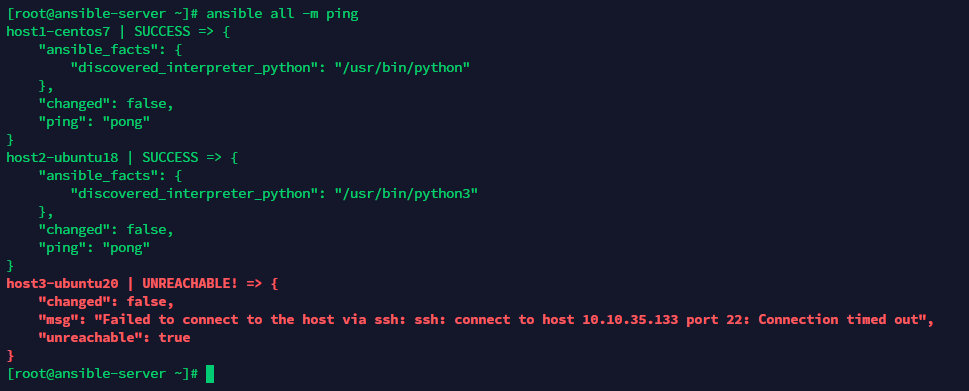 [root@ansible-server ~]# ansible all -m ping
host1-centos7 | SUCCESS => {
    "ansible_facts": {
        "discovered_interpreter_python": "/usr/bin/python"
    },
    "changed": false,
    "ping": "pong"
}
host2-ubuntu18 | SUCCESS => {
    "ansible_facts": {
        "discovered_interpreter_python": "/usr/bin/python3"
    },
    "changed": false,
    "ping": "pong"
}
host3-ubuntu20 | UNREACHABLE! => {
    "changed": false,
    "msg": "Failed to connect to the host via ssh: ssh: connect to host 10.10.35.133 port 22: Connection timed out",
    "unreachable": true
}
[root@ansible-server ~]#